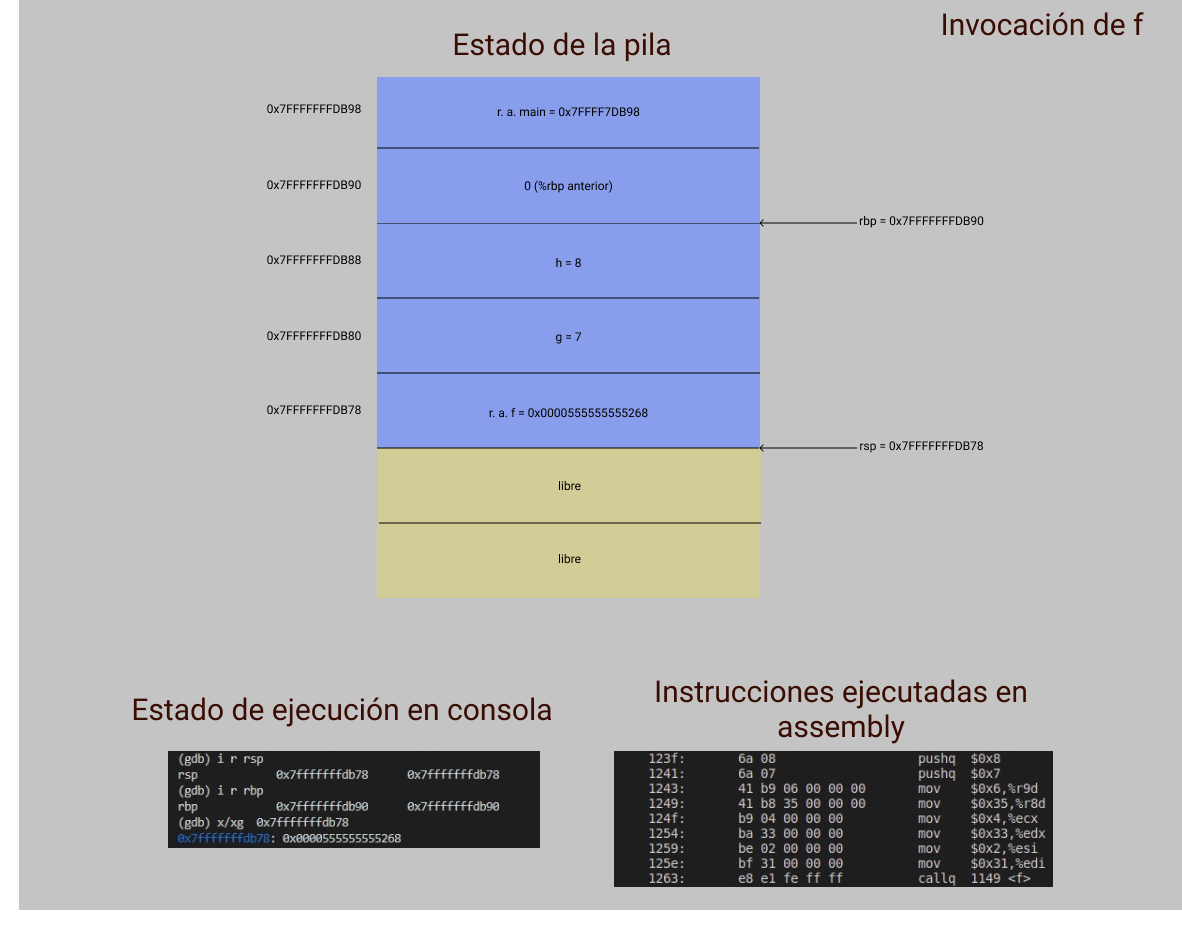 Invocación de f
Estado de la pila
0x7FFFFFFFDB98
r. a. main = 0x7FFFF7DB98
0x7FFFFFFFDB90
0 (%rbp anterior)
rbp = 0x7FFFFFFFDB90
0x7FFFFFFFDB88
h = 8
0x7FFFFFFFDB80
g = 7
0x7FFFFFFFDB78
r. a. f = 0x0000555555555268
rsp = 0x7FFFFFFFDB78
libre
libre
Estado de ejecución en consola
(gdb) i r rsp
rsp 0x7fffffffdb78 0x7fffffffdb78
(gdb) i r rbp
rbp 0x7fffffffdb90 0x7fffffffdb90
(gdb) x/xg 0x7fffffffdb78
0x7fffffffdb78: 0x0000555555555268
Instrucciones ejecutadas en
assembly
123f: 6a 08 pushq $0x8
1241: 6a 07 pushq $0x7
1243: 41 b9 06 00 00 00 mov $0x6,%r9d
1249: 41 b8 35 00 00 00 mov $0x35,%r8d
124f: b9 04 00 00 00 mov $0x4,%ecx
1254: ba 33 00 00 00 mov $0x33,%edx
1259: be 02 00 00 00 mov $0x2,%esi
125e: bf 31 00 00 00 mov $0x31,%edi
1263: e8 e1 fe ff ff callq 1149 <f>